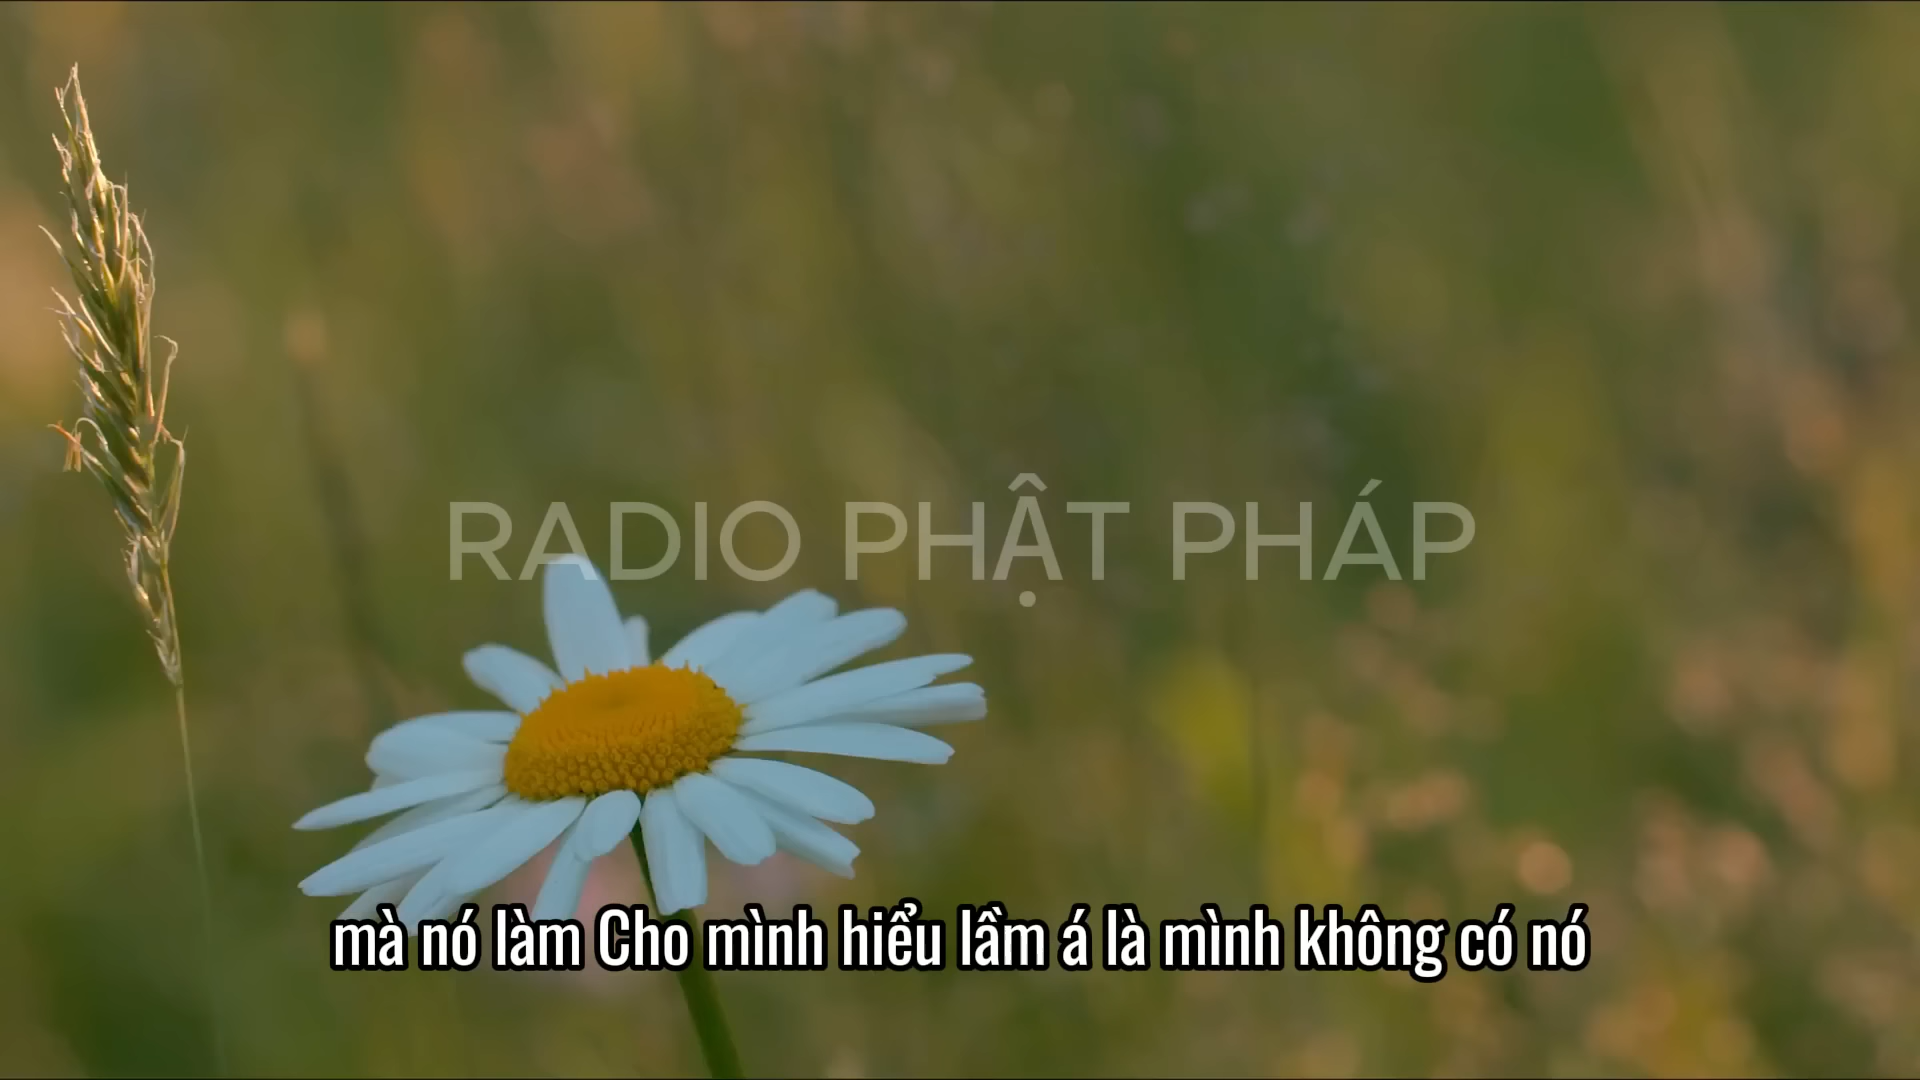 RADIO PHẬT PHÁP
mà nó làm Cho mình hiểu lầm á là mình không có nó